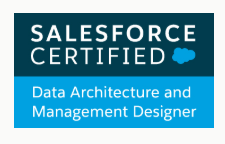 SALESFORCE
CERTIFIED
Data Architecture and
Management Designer